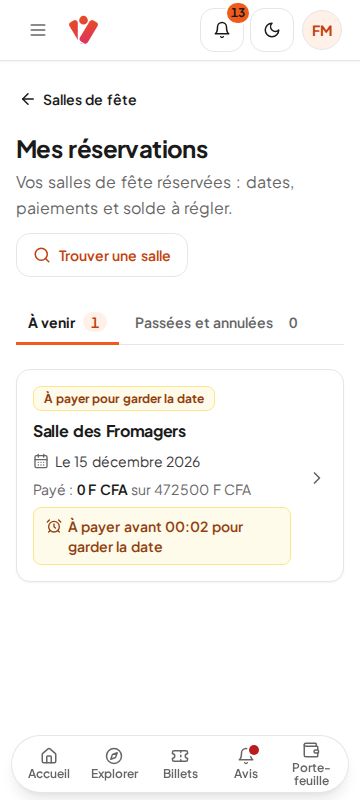 13
FM
Salles de fête
Mes réservations
Vos salles de fête réservées : dates,
paiements et solde à régler.
Trouver une salle
À venir 1 Passées et annulées 0
À payer pour garder la date
Salle des Fromagers
Le 15 décembre 2026
Payé : 0 F CFA sur 472500 F CFA
À payer avant 00:02 pour
garder la date
Accueil Explorer Billets Avis Porte-
feuille